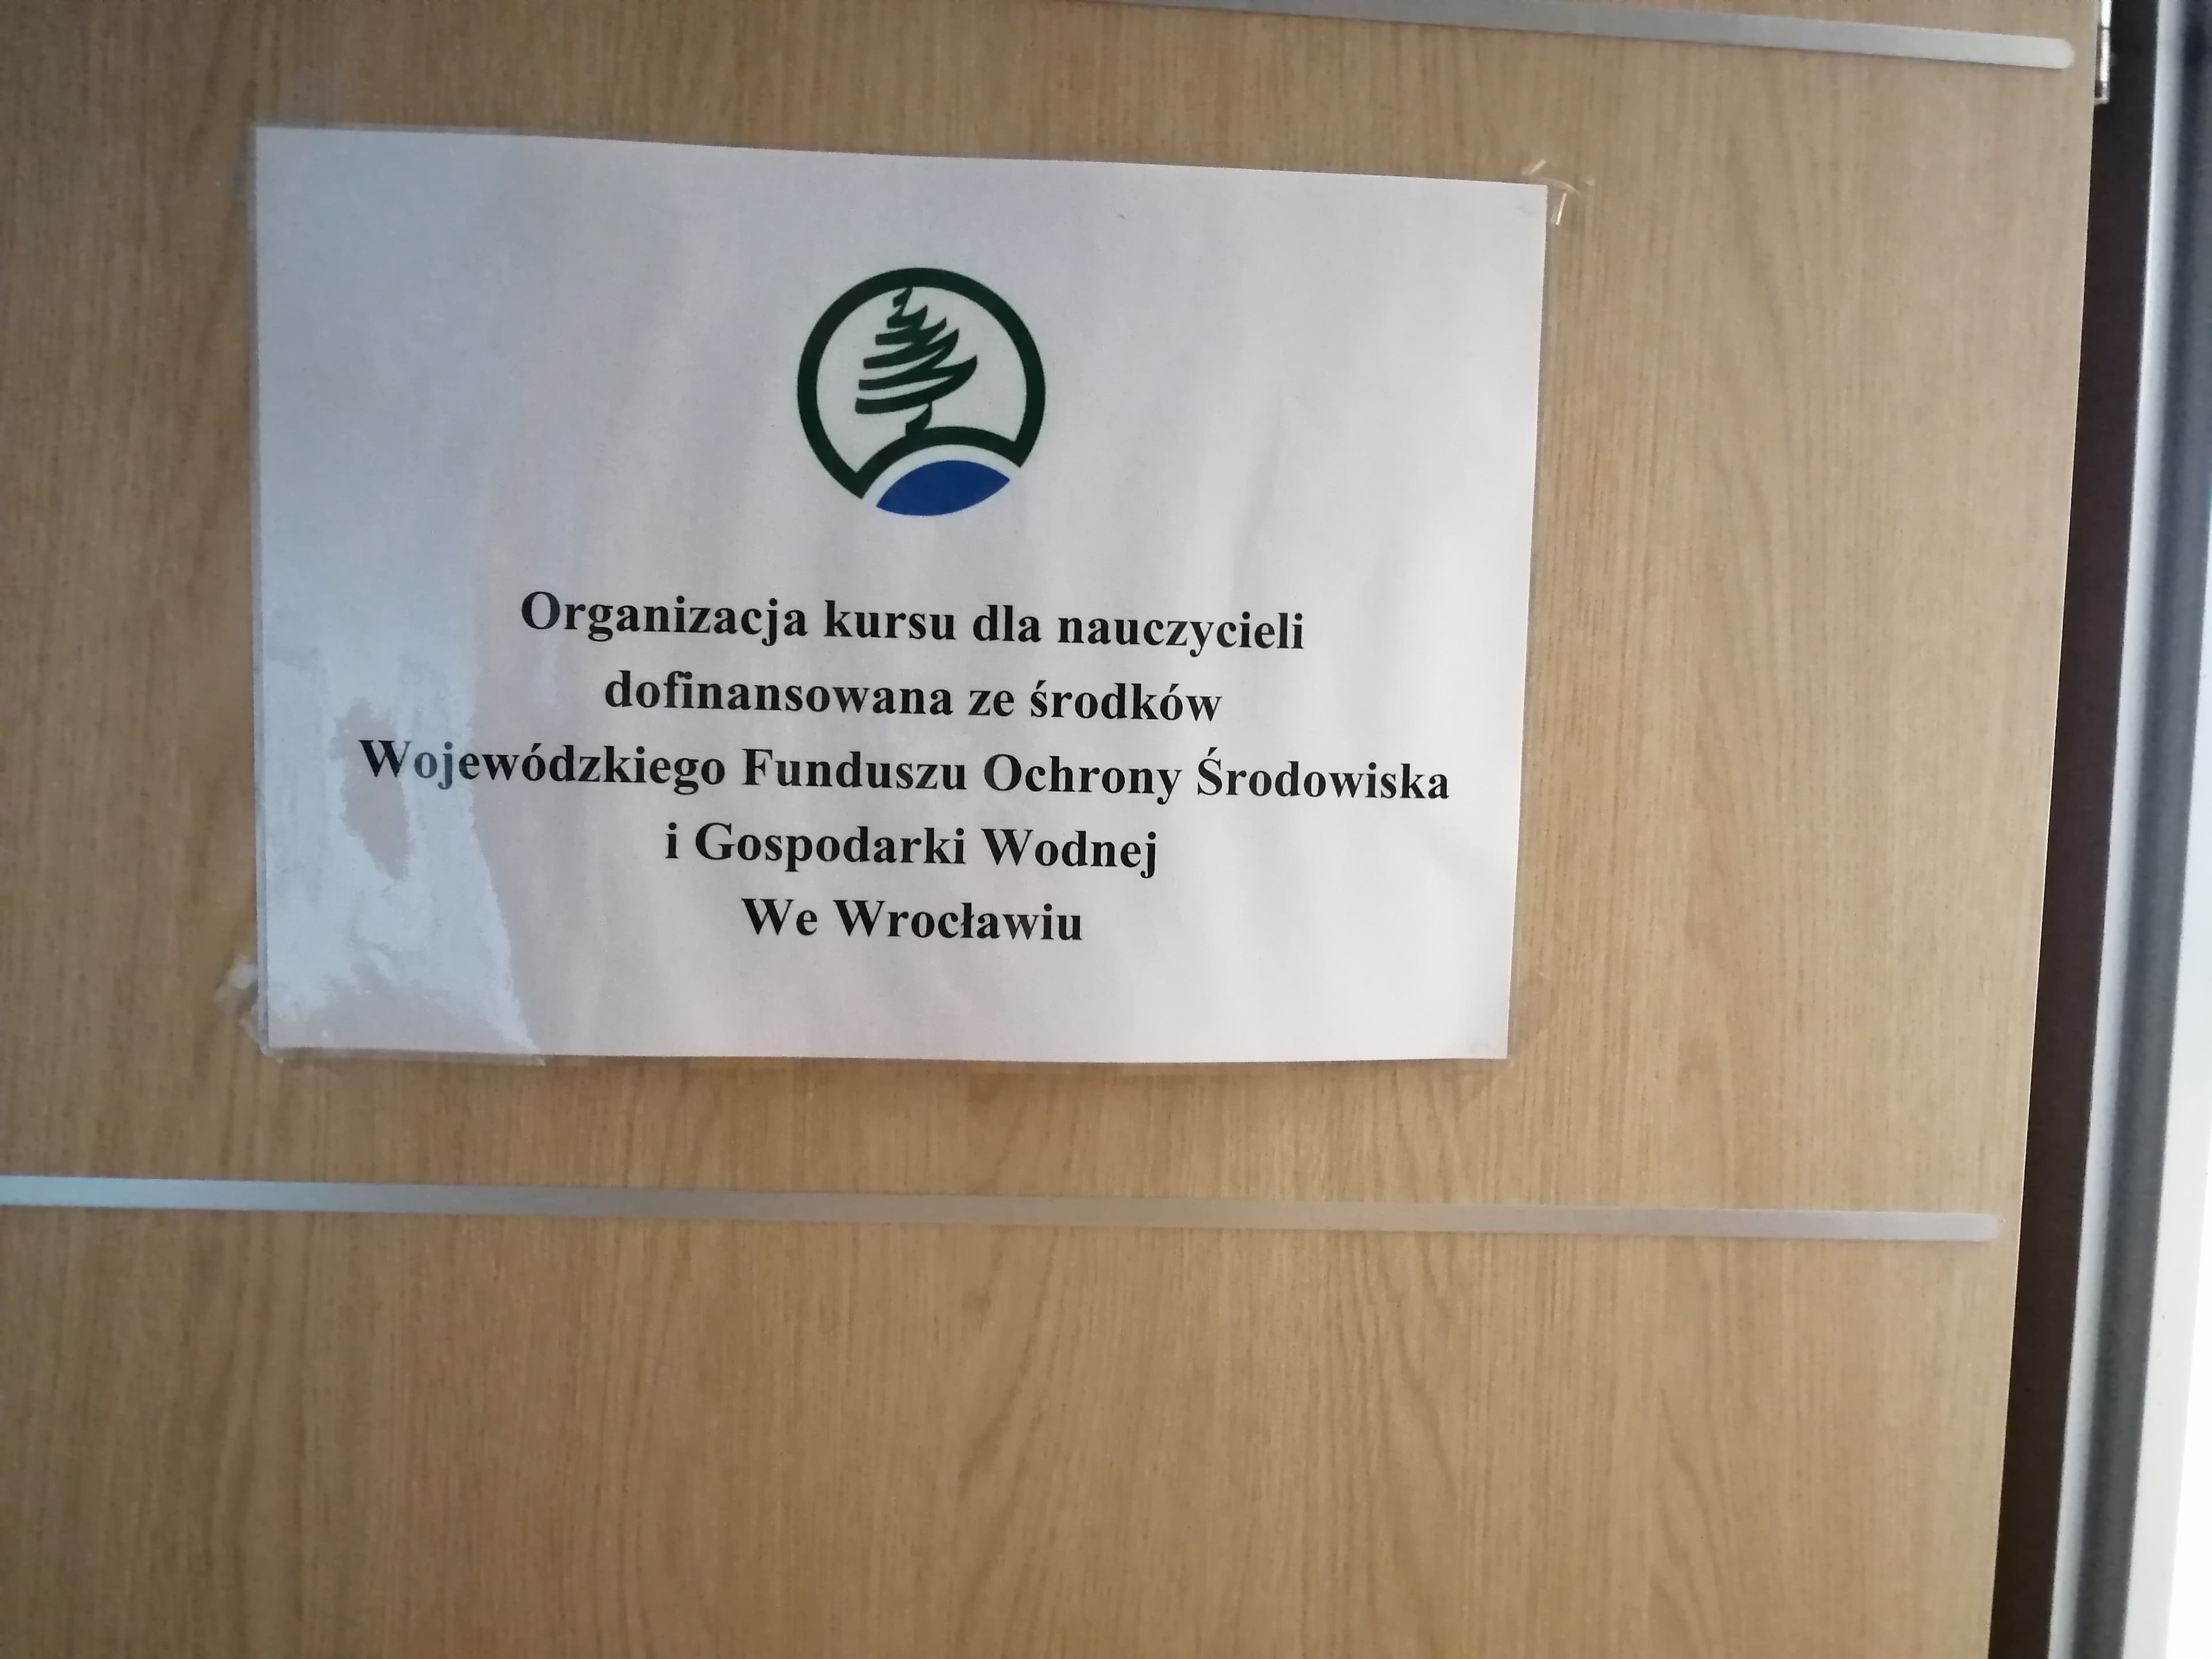 Organizacja kursu dla nauczycieli
dofinansowana ze środków
Wojewódzkiego Funduszu Ochrony Środowiska
i Gospodarki Wodnej
We Wrocławiu